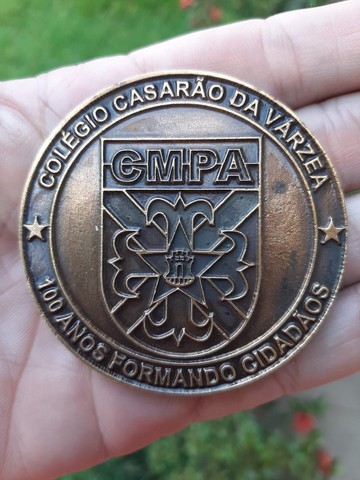 COLÉGIO CASARÃO DA VÁRZEA
CMPA
100 ANOS FORMANDO CIDADÃOS